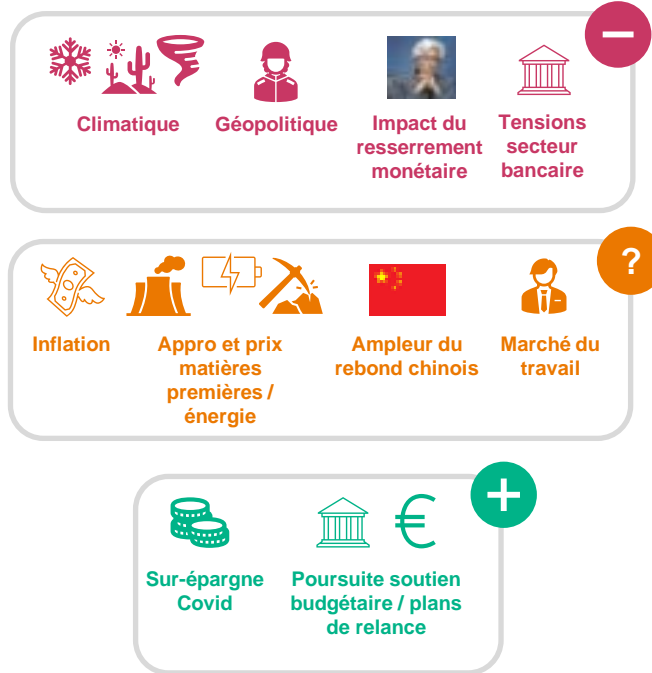 −
Climatique
Géopolitique
Impact du
resserrement
monétaire
Tensions
secteur
bancaire
?
Inflation
Appro et prix
matières
premières /
énergie
Ampleur du
rebond chinois
Marché du
travail
+
€
Sur-épargne
Covid
Poursuite soutien
budgétaire / plans
de relance